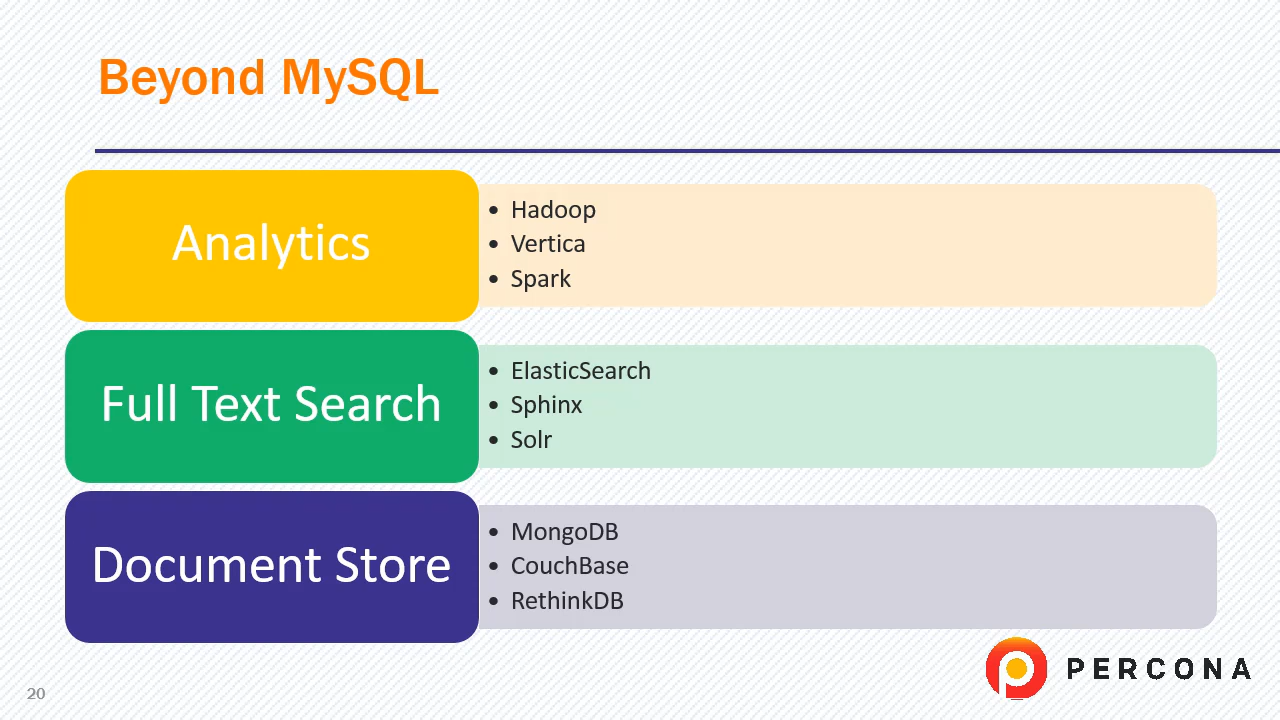 Beyond MySQL
Analytics
• Hadoop
• Vertica
• Spark
Full Text Search
• ElasticSearch
• Sphinx
• Solr
Document Store
• MongoDB
• CouchBase
• RethinkDB
PERCONA
20